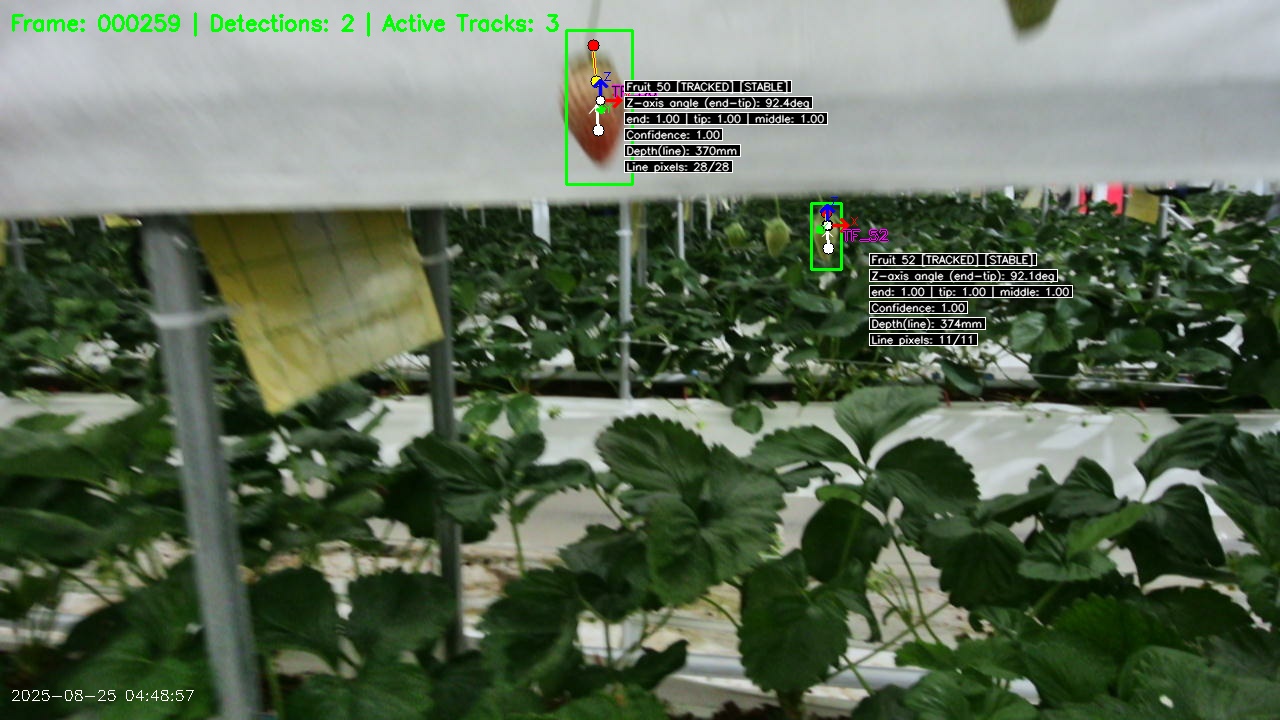 Frame: 000259 | Detections: 2 | Active Tracks: 3
Fruit 50 [TRACKED] [STABLE]
Z-axis angle (end-tip): 92.4deg
end: 1.00 | tip: 1.00 | middle: 1.00
Confidence: 1.00
Depth(line): 370mm
Line pixels: 28/28
Z
X
TF_52
Fruit 52 [TRACKED] [STABLE]
Z-axis angle (end-tip): 92.1deg
end: 1.00 | tip: 1.00 | middle: 1.00
Confidence: 1.00
Depth(line): 374mm
Line pixels: 11/11
2025-08-25 04:48:57